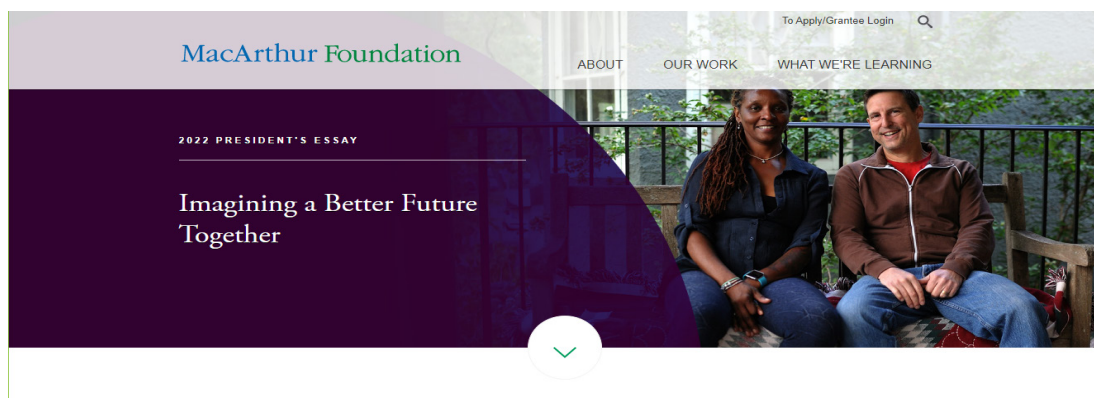 To Apply/Grantee Login
MacArthur Foundation
ABOUT OUR WORK WHAT WE'RE LEARNING
2022 PRESIDENT'S ESSAY
Imagining a Better Future
Together